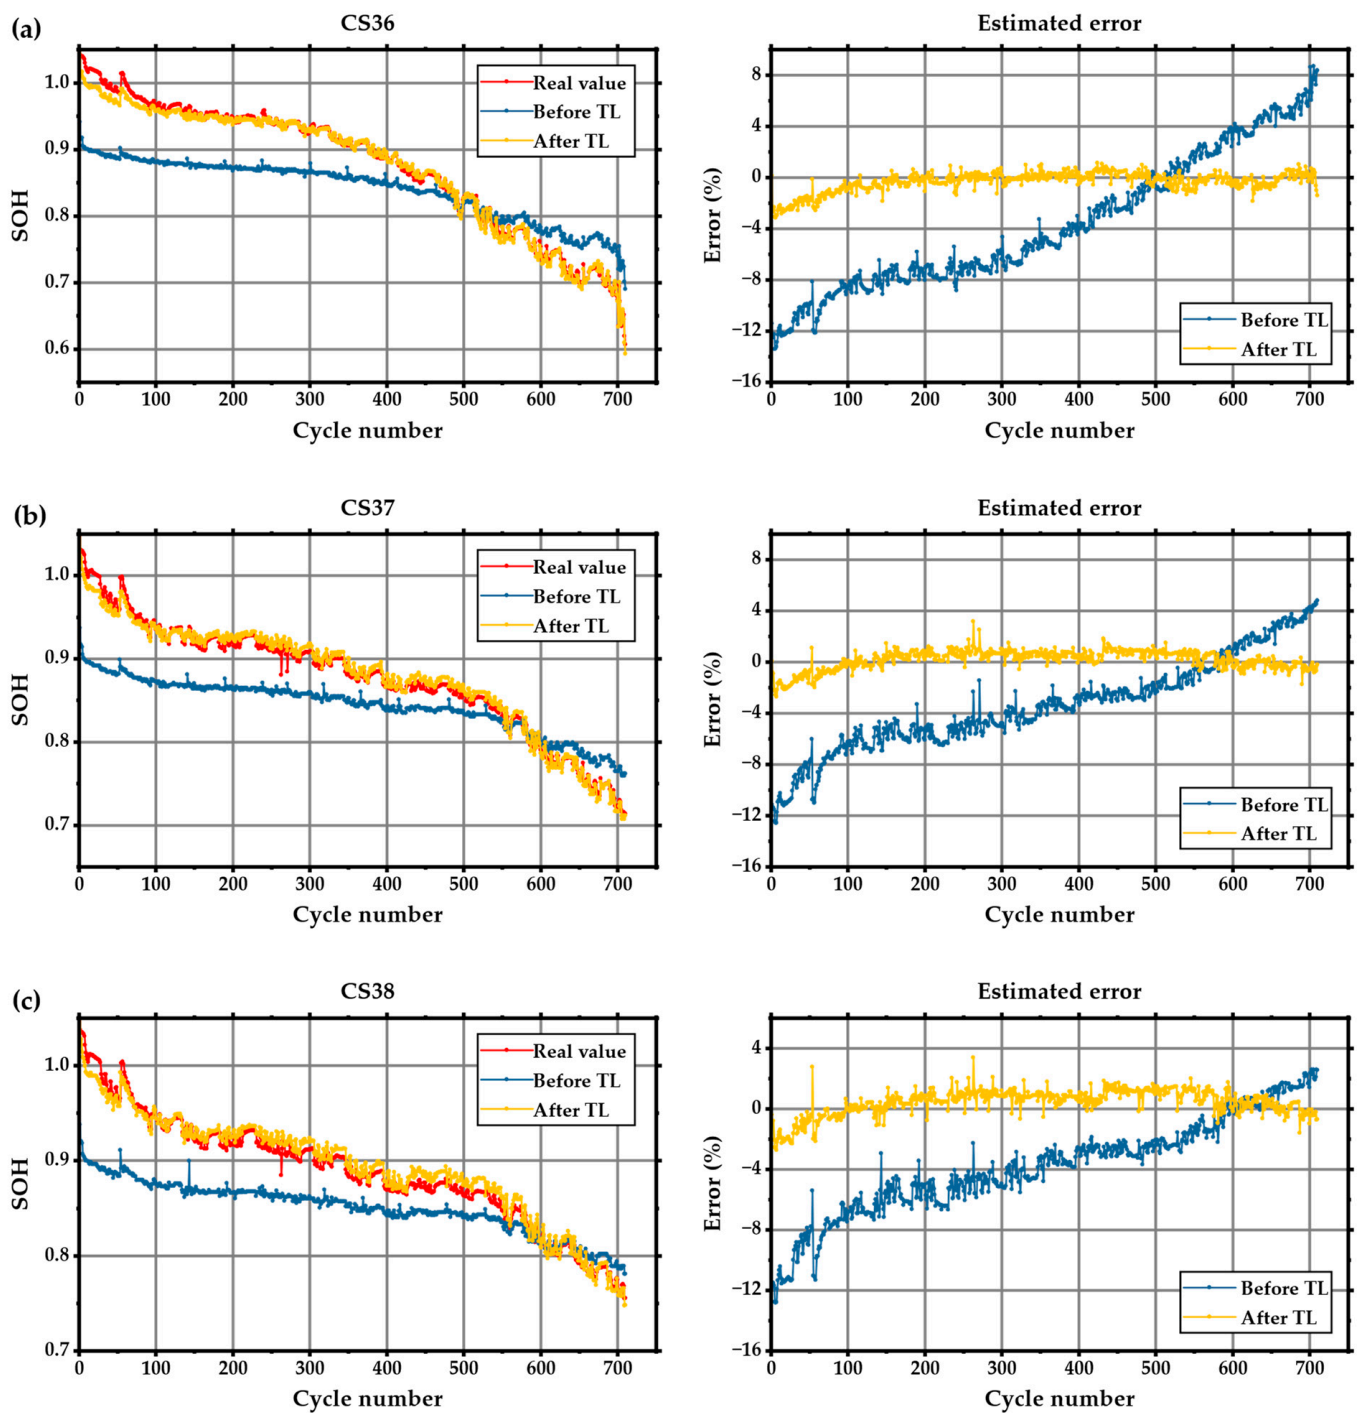 (a)
CS36
Estimated error
1.0
0.9
0.8
0.7
0.6
SOH
Real value
Before TL
After TL
0 100 200 300 400 500 600 700
Cycle number
8
4
0
−4
−8
−12
−16
Error (%)
Before TL
After TL
0 100 200 300 400 500 600 700
Cycle number
(b)
CS37
Estimated error
1.0
0.9
0.8
0.7
SOH
Real value
Before TL
After TL
0 100 200 300 400 500 600 700
Cycle number
8
4
0
−4
−8
−12
−16
Error (%)
Before TL
After TL
0 100 200 300 400 500 600 700
Cycle number
(c)
CS38
Estimated error
1.0
0.9
0.8
0.7
SOH
Real value
Before TL
After TL
0 100 200 300 400 500 600 700
Cycle number
4
0
−4
−8
−12
−16
Error (%)
Before TL
After TL
0 100 200 300 400 500 600 700
Cycle number